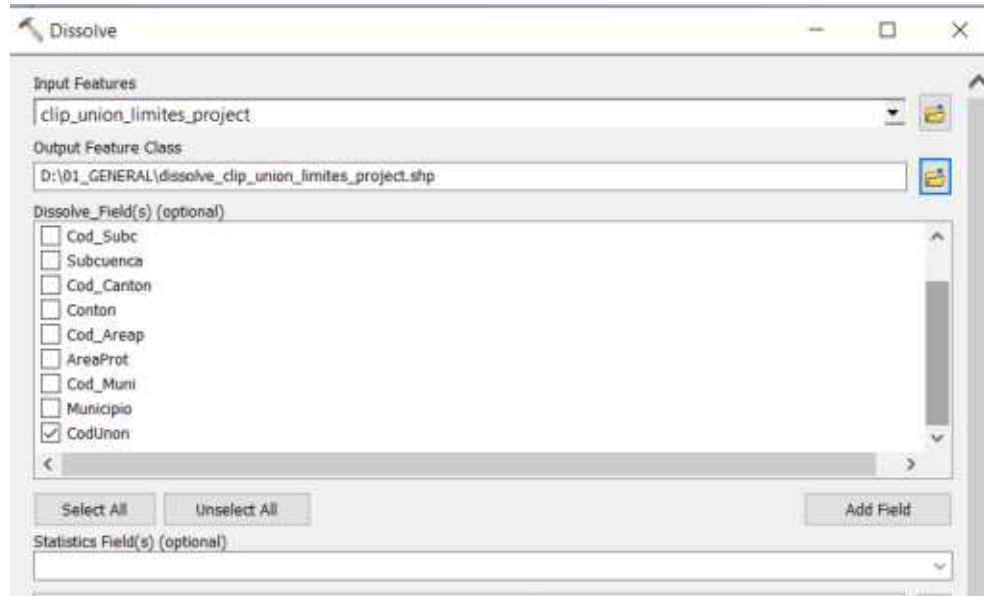 Dissolve
Input Features
clip_union_limites_project
Output Feature Class
D:\01_GENERAL\dissolve_clip_union_limites_project.shp
Dissolve_Field(s) (optional)
Cod_Subc
Subcuenca
Cod_Canton
Conton
Cod_Areap
AreaProt
Cod_Muni
Municipio
CodUnon
Select All Unselect All Add Field
Statistics Field(s) (optional)